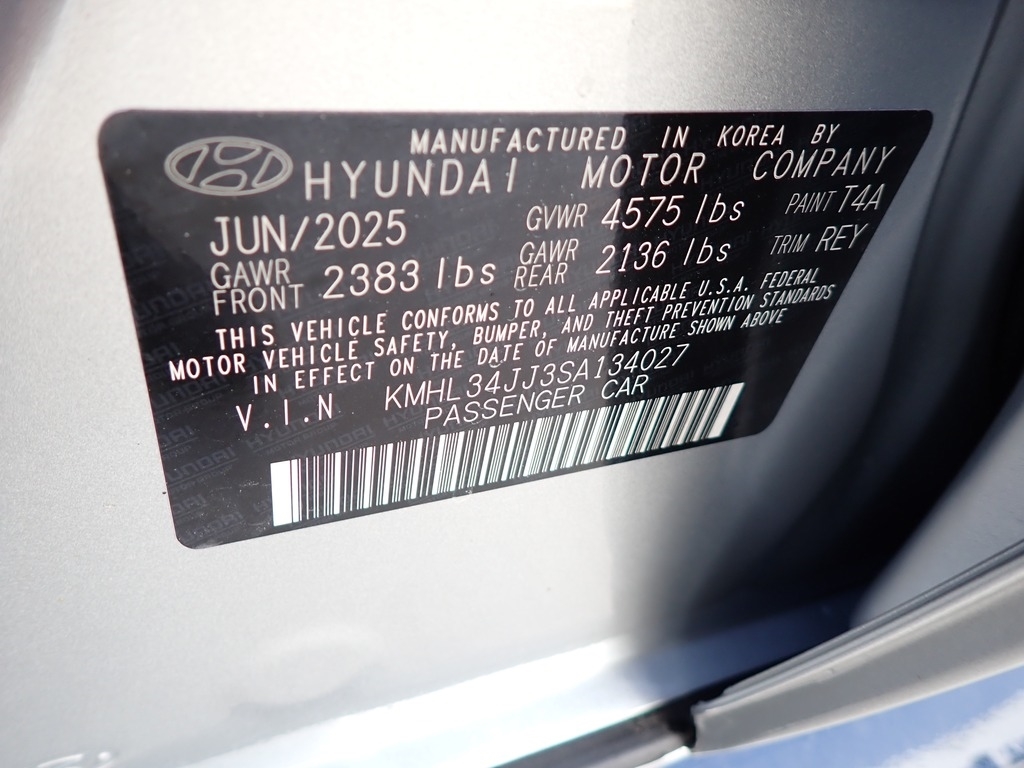 MANUFACTURED IN KOREA BY
HYUNDAI MOTOR COMPANY
JUN/2025 GVWR 4575 lbs PAINT T4A
GAWR FRONT 2383 lbs GAWR REAR 2136 lbs TRIM REY
THIS VEHICLE CONFORMS TO ALL APPLICABLE U.S.A. FEDERAL
MOTOR VEHICLE SAFETY, BUMPER, AND THEFT PREVENTION STANDARDS
IN EFFECT ON THE DATE OF MANUFACTURE SHOWN ABOVE
V.I.N KMHL34JJ3SA134027
PASSENGER CAR